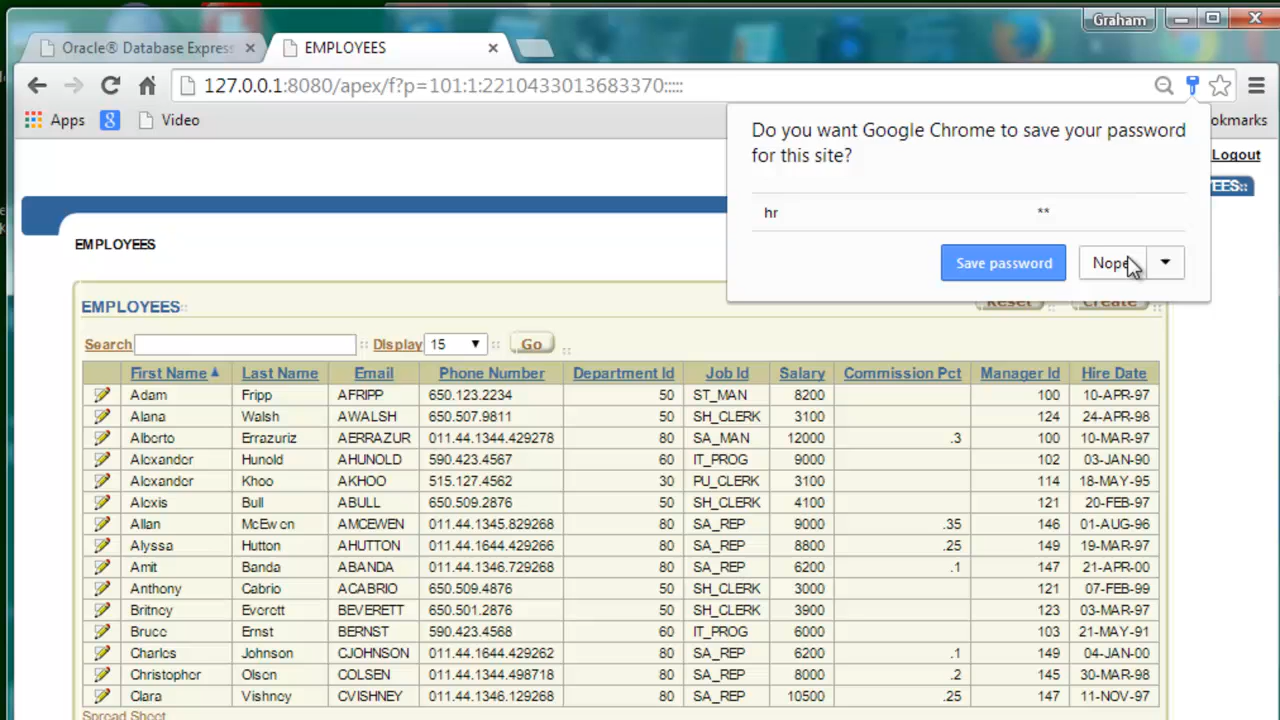 Graham
Oracle® Database Express
EMPLOYEES
127.0.0.1:8080/apex/f?p=101:1:2210433013683370:::::
Apps
8
Video
okmarks
Do you want Google Chrome to save your password
for this site?
hr **
Save password
Nope
Logout
EES
EMPLOYEES
EMPLOYEES
Reset
Create
Search
Display 15
Go
First Name Last Name Email Phone Number Department Id Job Id Salary Commission Pct Manager Id Hire Date
Adam Fripp AFRIPP 650.123.2234 50 ST_MAN 8200 100 10-APR-97
Alana Walsh AWALSH 650.507.9811 50 SH_CLERK 3100 124 24-APR-98
Alberto Errazuriz AERRAZUR 011.44.1344.429278 80 SA_MAN 12000 .3 100 10-MAR-97
Alexander Hunold AHUNOLD 590.423.4567 60 IT_PROG 9000 102 03-JAN-90
Alexander Khoo AKHOO 515.127.4562 30 PU_CLERK 3100 114 18-MAY-95
Alexis Bull ABULL 650.509.2876 50 SH_CLERK 4100 121 20-FEB-97
Allan McEwen AMCEWEN 011.44.1345.829268 80 SA_REP 9000 .35 146 01-AUG-96
Alyssa Hutton AHUTTON 011.44.1644.429266 80 SA_REP 8800 .25 149 19-MAR-97
Amit Banda ABANDA 011.44.1346.729268 80 SA_REP 6200 .1 147 21-APR-00
Anthony Cabrio ACABRIO 650.509.4876 50 SH_CLERK 3000 121 07-FEB-99
Britney Everett BEVERETT 650.501.2876 50 SH_CLERK 3900 123 03-MAR-97
Bruce Ernst BERNST 590.423.4568 60 IT_PROG 6000 103 21-MAY-91
Charles Johnson CJOHNSON 011.44.1644.429262 80 SA_REP 6200 .1 149 04-JAN-00
Christopher Olsen COLSEN 011.44.1344.498718 80 SA_REP 8000 .2 145 30-MAR-98
Clara Vishney CVISHNEY 011.44.1346.129268 80 SA_REP 10500 .25 147 11-NOV-97
Spread Sheet